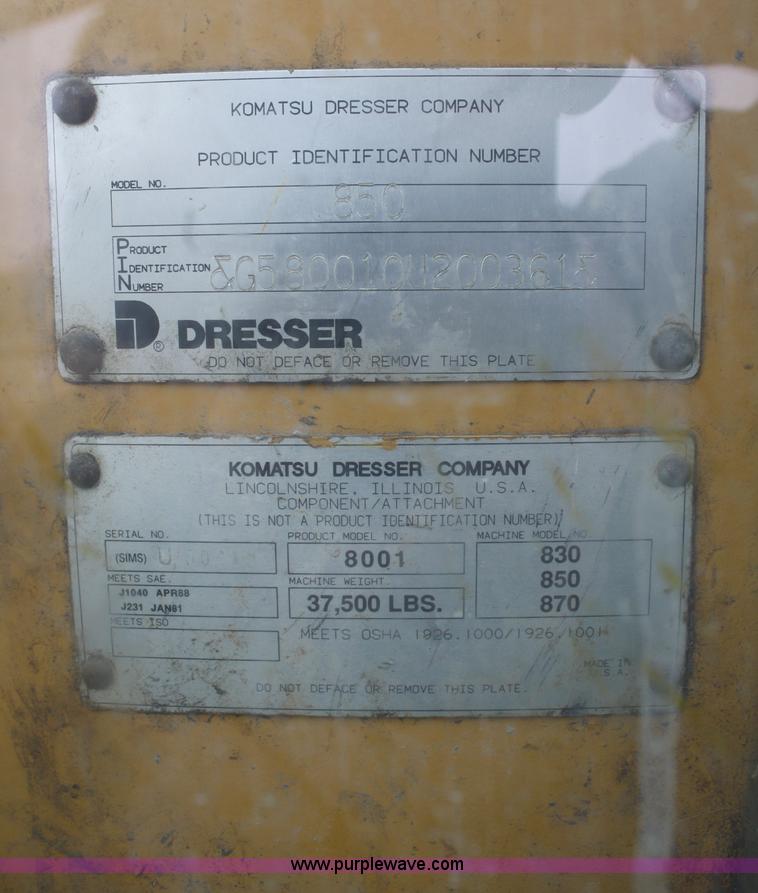 KOMATSU DRESSER COMPANY
PRODUCT IDENTIFICATION NUMBER
MODEL NO.
850
PRODUCT
IDENTIFICATION
NUMBER
D® DRESSER
DO NOT DEFACE OR REMOVE THIS PLATE
KOMATSU DRESSER COMPANY
LINCOLNSHIRE, ILLINOIS U.S.A.
COMPONENT/ATTACHMENT
(THIS IS NOT A PRODUCT IDENTIFICATION NUMBER)
SERIAL NO. PRODUCT MODEL NO. MACHINE MODEL NO.
(SIMS) 8001 830
MEETS SAE. MACHINE WEIGHT. 850
J1040 APR88
J231 JAN81 37,500 LBS. 870
MEETS ISO
MEETS OSHA 1926.1000/1926.1001
MADE IN
DO NOT DEFACE OR REMOVE THIS PLATE.
www.purplewave.com